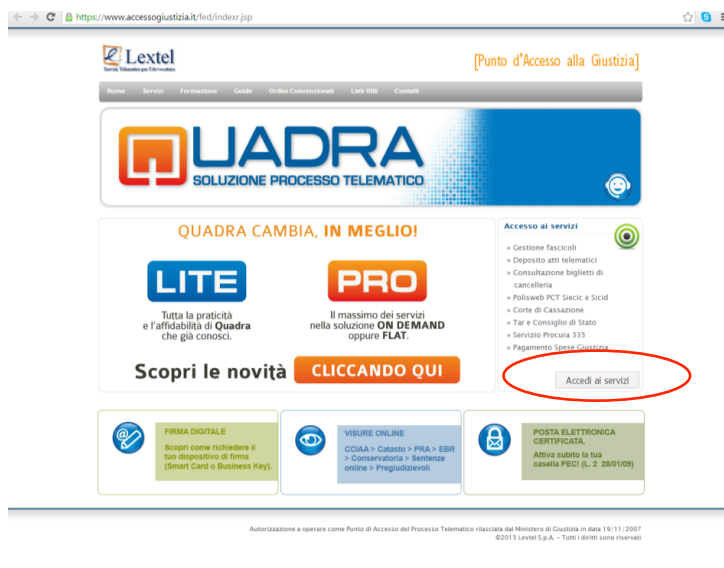 https://www.accessogiustizia.it/fed/indexr.jsp
Lextel
Servizi Telematici per l'Avvocatura
[Punto d'Accesso alla Giustizia]
Home Servizi Formazione Guide Ordini Convenzionati Link Utili Contatti
QUADRA
SOLUZIONE PROCESSO TELEMATICO
QUADRA CAMBIA, IN MEGLIO!
LITE
Tutta la praticità
e l'affidabilità di Quadra
che già conosci.
PRO
Il massimo dei servizi
nella soluzione ON DEMAND
oppure FLAT.
Scopri le novità CLICCANDO QUI
Accesso ai servizi
» Gestione fascicoli
» Deposito atti telematici
» Consultazione biglietti di
cancelleria
» Polisweb PCT Siecic e Sicid
» Corte di Cassazione
» Tar e Consiglio di Stato
» Servizio Procura 335
» Pagamento Spese Giustizia
Accedi ai servizi
FIRMA DIGITALE
Scopri come richiedere il
tuo dispositivo di firma
(Smart Card o Business Key).
VISURE ONLINE
CCIAA > Catasto > PRA > EBR
> Conservatoria > Sentenze
online > Pregiudizievoli
POSTA ELETTRONICA
CERTIFICATA.
Attiva subito la tua
casella PEC! (L. 2 28/01/09)
Autorizzazione a operare come Punto di Accesso del Processo Telematico rilasciata dal Ministero di Giustizia in data 19/11/2007
©2013 Lextel S.p.A. - Tutti i diritti sono riservati